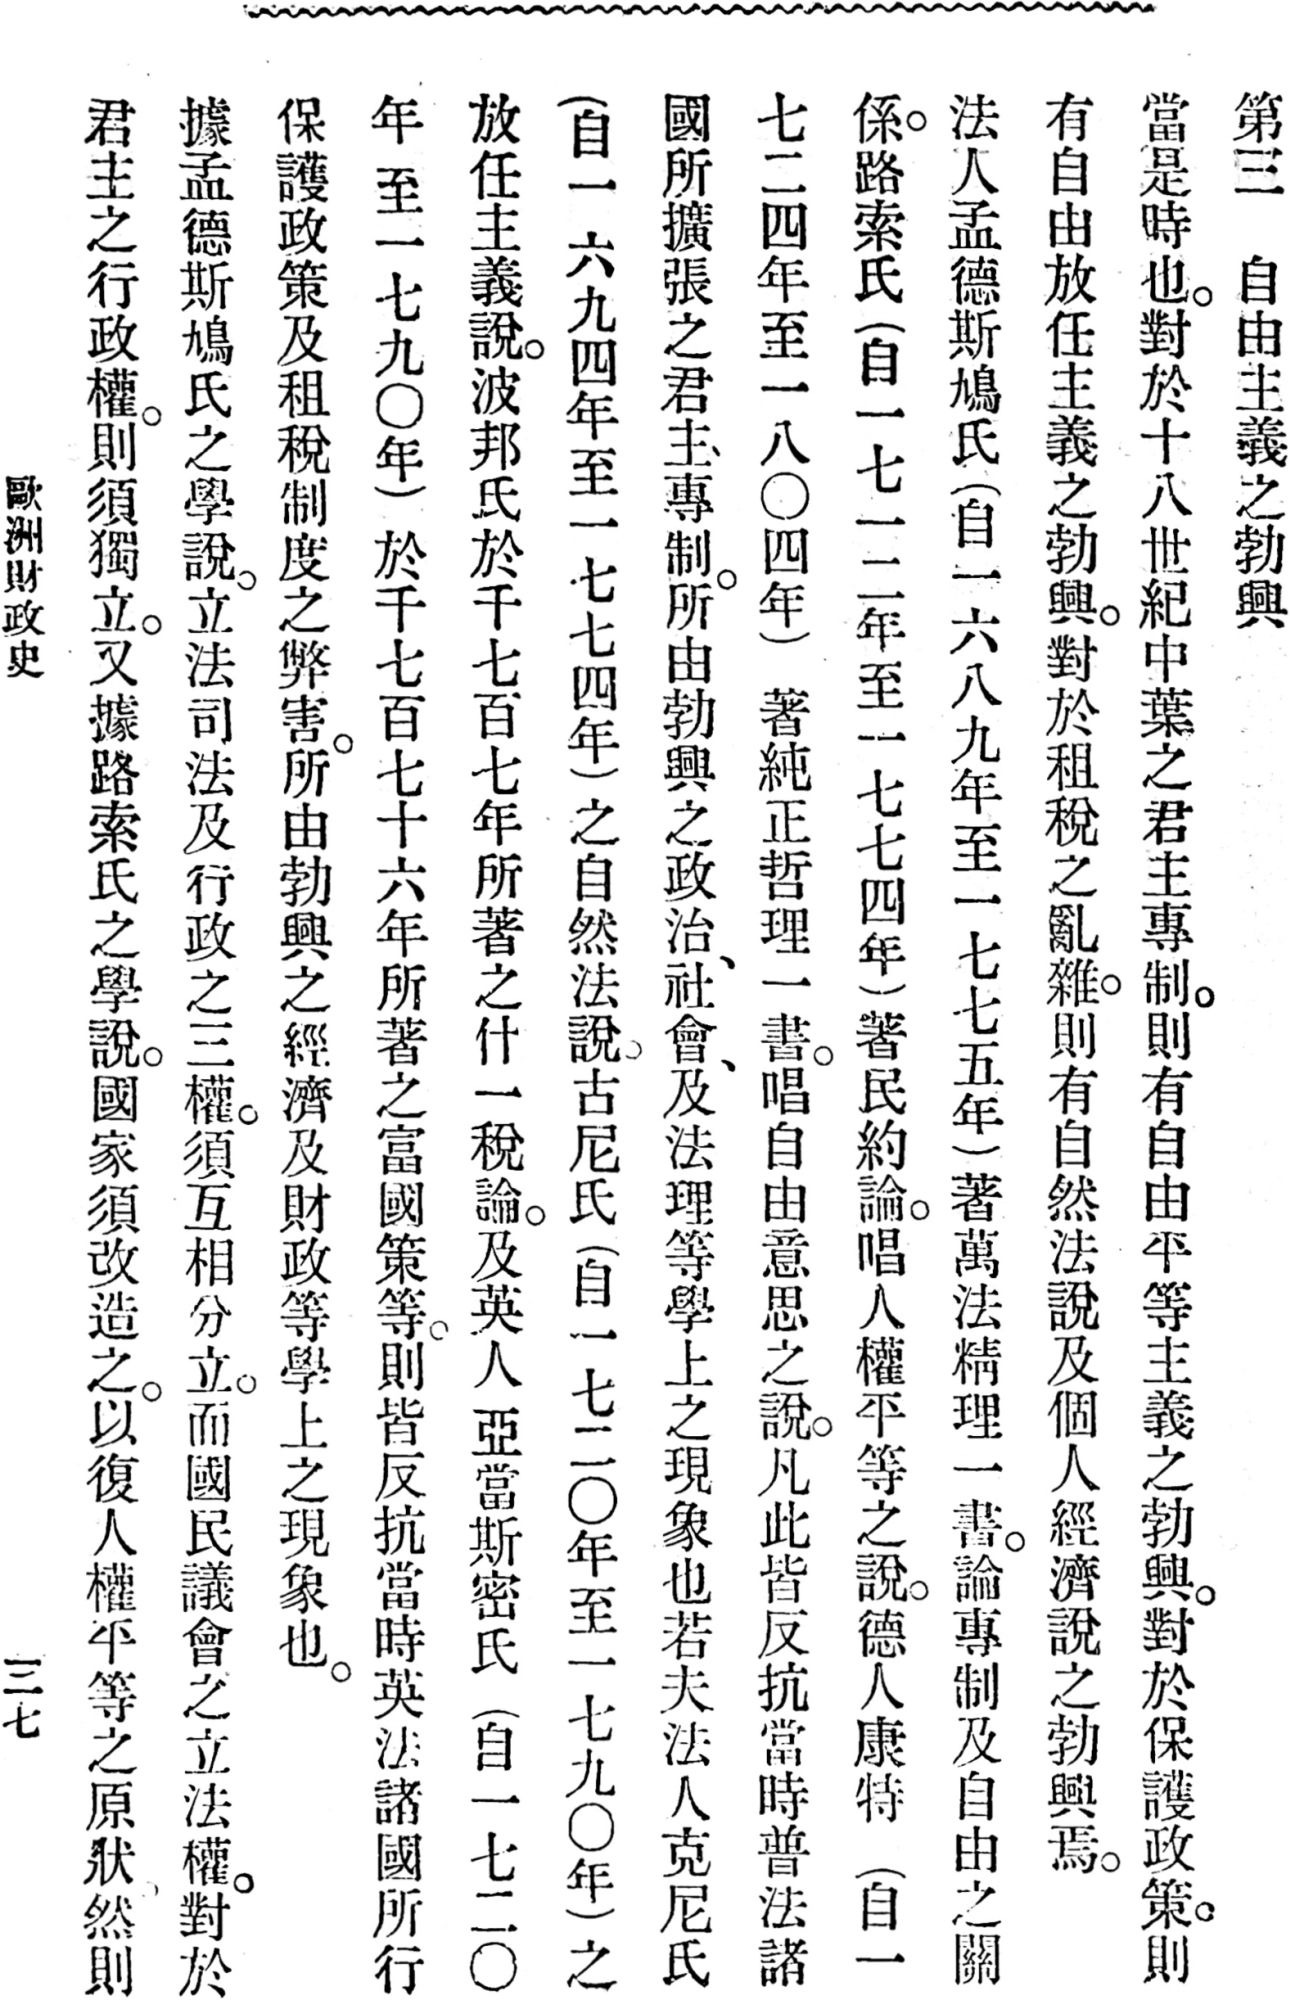 第三　自由主義之勃興
當是時也。對於十八世紀中葉之君主專制。則有自由平等主義之勃興。對於保護政策。則
有自由放任主義之勃興。對於租稅之亂雜。則有自然法說及個人經濟說之勃興焉。
法人孟德斯鳩氏（自一六八九年至一七七五年）著萬法精理一書。論專制及自由之關
係。路索氏（自一七一二年至一七七四年）著民約論。唱人權平等之說。德人康特（自一
七二四年至一八〇四年）著純正哲理一書。唱自由意思之說。凡此皆反抗當時普法諸
國所擴張之君主專制。所由勃興之政治、社會、及法理等學上之現象也若夫法人克尼氏
（自一六九四年至一七七四年）之自然法說。古尼氏（自一七二〇年至一七九〇年）之
放任主義說。波邦氏於千七百七年所著之什一稅論。及英人亞當斯密氏（自一七二〇
年至一七九〇年）於千七百七十六年所著之富國策等。則皆反抗當時英法諸國所行
保護政策及租稅制度之弊害。所由勃興之經濟及財政等學上之現象也。
據孟德斯鳩氏之學說。立法司法及行政之三權。須互相分立。而國民議會之立法權。對於
君主之行政權。則須獨立。又據路索氏之學說。國家須改造之。以復人權平等之原狀。然則
歐洲財政史
三七